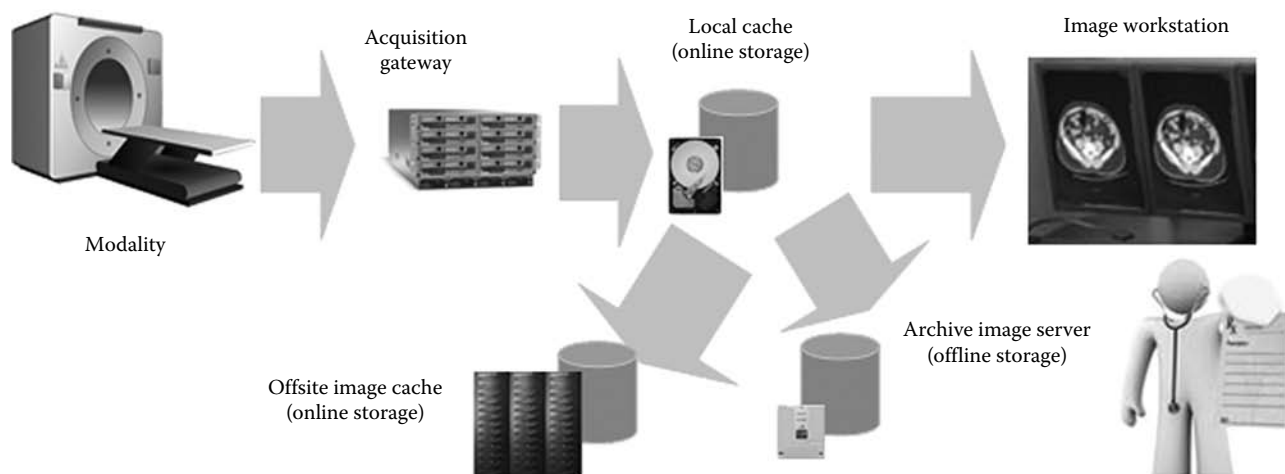 Acquisition
gateway
Local cache
(online storage)
Image workstation
Modality
Archive image server
(offline storage)
Offsite image cache
(online storage)